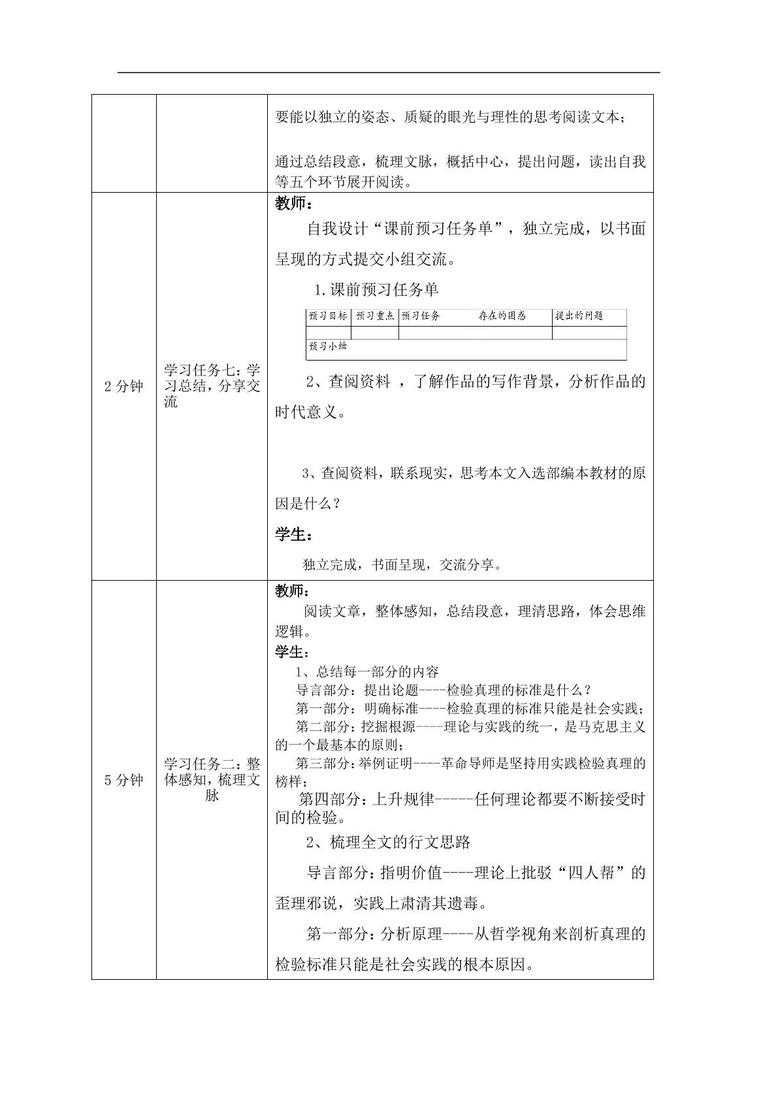 要能以独立的姿态、质疑的眼光与理性的思考阅读文本；
通过总结段意，梳理文脉，概括中心，提出问题，读出自我
等五个环节展开阅读。
2 分钟
学习任务七：学
习总结，分享交
流
教师：
自我设计“课前预习任务单”，独立完成，以书面
呈现的方式提交小组交流。
1.课前预习任务单
预习目标 预习重点 预习任务 存在的困惑 提出的问题
预习小结
2、查阅资料 ，了解作品的写作背景，分析作品的
时代意义。
3、查阅资料，联系现实，思考本文入选部编本教材的原
因是什么？
学生：
独立完成，书面呈现，交流分享。
5 分钟
学习任务二：整
体感知，梳理文
脉
教师：
阅读文章，整体感知，总结段意，理清思路，体会思维
逻辑。
学生：
1、总结每一部分的内容
导言部分：提出论题----检验真理的标准是什么？
第一部分：明确标准----检验真理的标准只能是社会实践；
第二部分：挖掘根源----理论与实践的统一，是马克思主义
的一个最基本的原则；
第三部分：举例证明----革命导师是坚持用实践检验真理的
榜样；
第四部分：上升规律-----任何理论都要不断接受时
间的检验。
2、梳理全文的行文思路
导言部分：指明价值----理论上批驳“四人帮”的
歪理邪说，实践上肃清其遗毒。
第一部分：分析原理----从哲学视角来剖析真理的
检验标准只能是社会实践的根本原因。